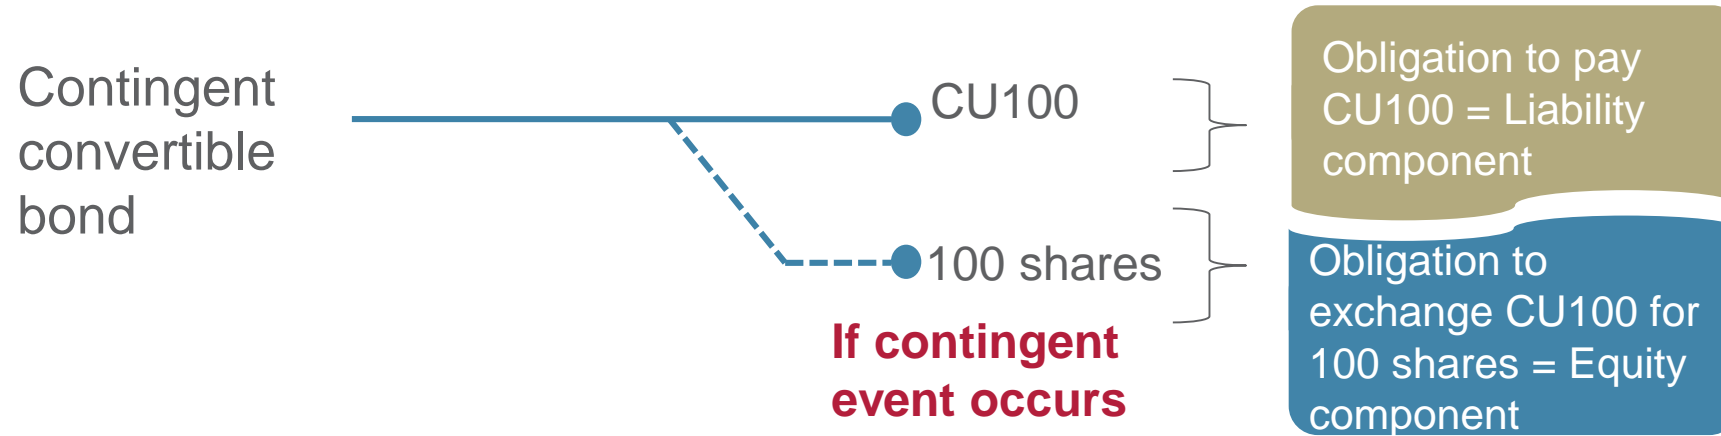 Contingent
convertible
bond
CU100
100 shares
If contingent
event occurs
Obligation to pay
CU100 = Liability
component
Obligation to
exchange CU100 for
100 shares = Equity
component